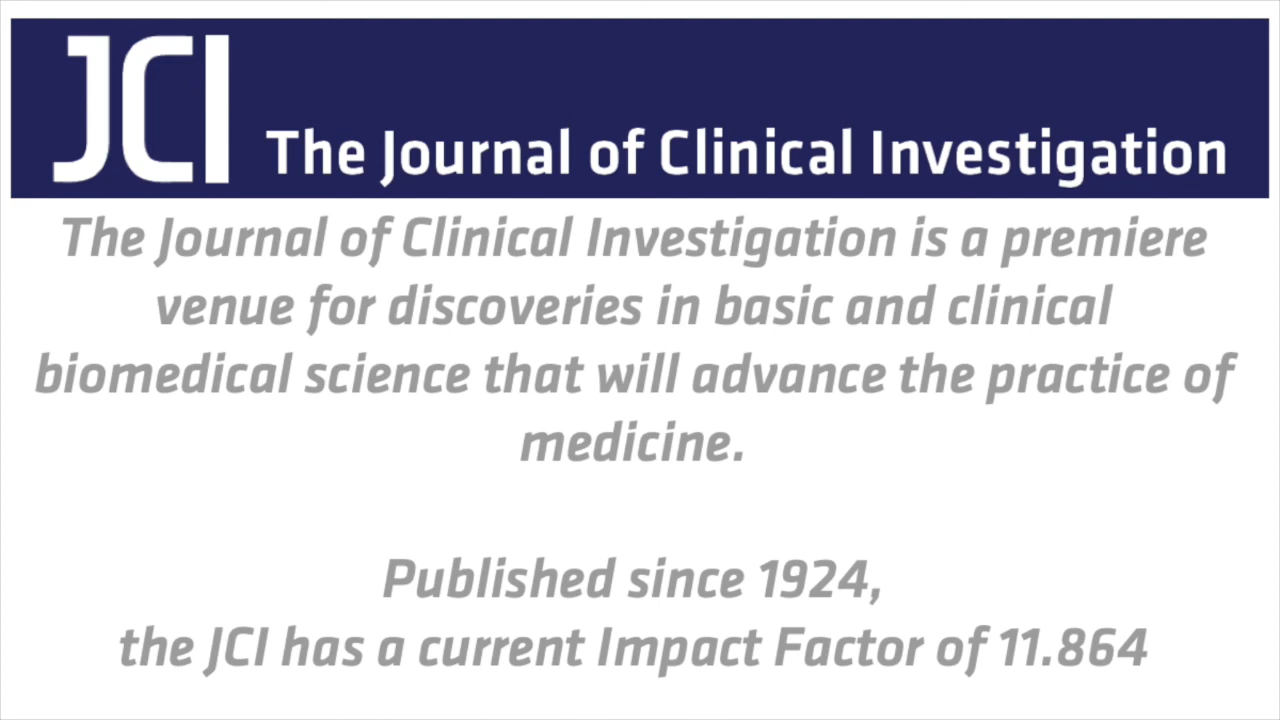 JCI The Journal of Clinical Investigation
The Journal of Clinical Investigation is a premiere
venue for discoveries in basic and clinical
biomedical science that will advance the practice of
medicine.
Published since 1924,
the JCI has a current Impact Factor of 11.864